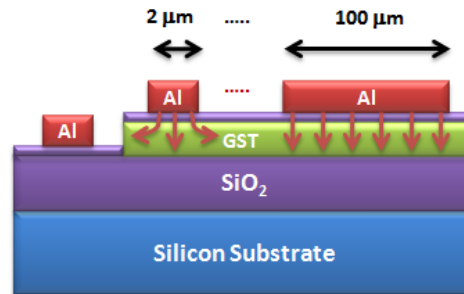 2 μm ..... 100 μm
Al ..... Al
Al
GST
SiO₂
Silicon Substrate